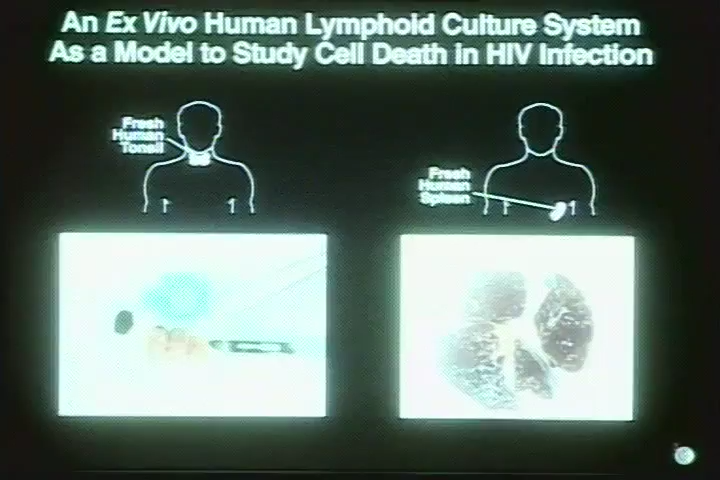 An Ex Vivo Human Lymphoid Culture System
As a Model to Study Cell Death in HIV Infection
Fresh
Human
Tonsil
Fresh
Human
Spleen